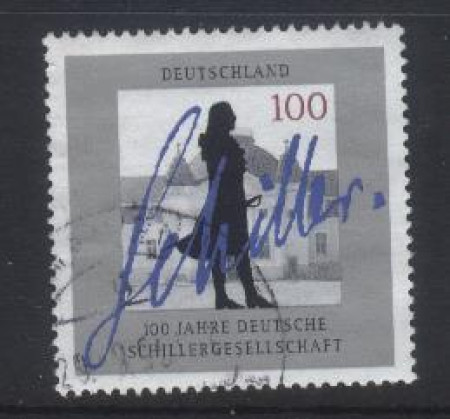 DEUTSCHLAND
100
Schiller.
100 JAHRE DEUTSCHE
SCHILLERGESELLSCHAFT